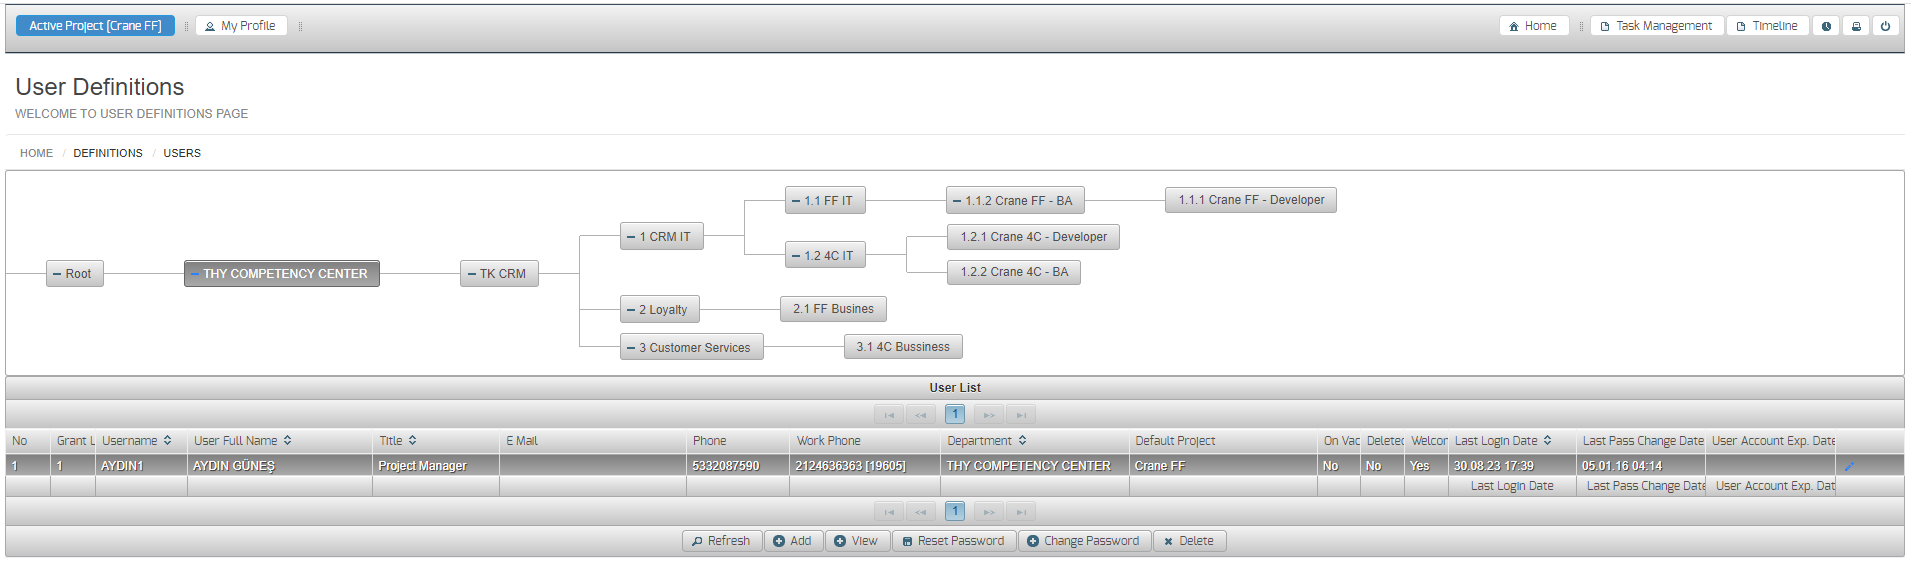 Active Project [Crane FF] My Profile Home Task Management Timeline
User Definitions
WELCOME TO USER DEFINITIONS PAGE
HOME / DEFINITIONS / USERS
1.1 FF IT 1.1.2 Crane FF - BA 1.1.1 Crane FF - Developer
1 CRM IT 1.2.1 Crane 4C - Developer
1.2 4C IT
Root THY COMPETENCY CENTER TK CRM 1.2.2 Crane 4C - BA
2 Loyalty 2.1 FF Busines
3 Customer Services 3.1 4C Bussiness
User List
1
No Grant L Username User Full Name Title E Mail Phone Work Phone Department Default Project On Vac Deleted Welcon Last Login Date Last Pass Change Date User Account Exp. Date
1 1 AYDIN1 AYDIN GÜNEŞ Project Manager 5332087590 2124636363 [19605] THY COMPETENCY CENTER Crane FF No No Yes 30.08.23 17:39 05.01.16 04:14
Last Login Date Last Pass Change Date User Account Exp. Dat
1
Refresh Add View Reset Password Change Password Delete